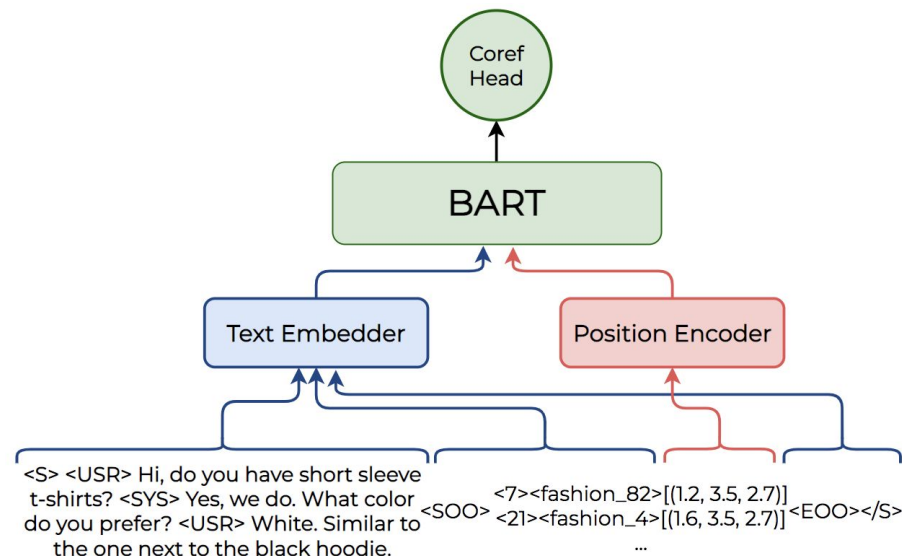 Coref
Head
BART
Text Embedder
Position Encoder
<S> <USR> Hi, do you have short sleeve
t-shirts? <SYS> Yes, we do. What color
do you prefer? <USR> White. Similar to
the one next to the black hoodie.
<SOO>
<7><fashion_82>[(1.2, 3.5, 2.7)]
<21><fashion_4>[(1.6, 3.5, 2.7)]
...
<EOO></S>